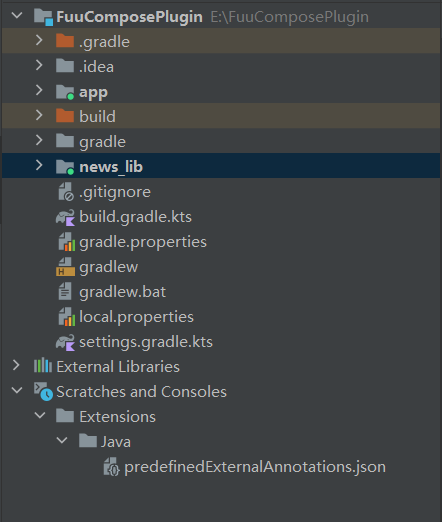 FuuComposePlugin E:\FuuComposePlugin
.gradle
.idea
app
build
gradle
news_lib
.gitignore
build.gradle.kts
gradle.properties
gradlew
gradlew.bat
local.properties
settings.gradle.kts
External Libraries
Scratches and Consoles
Extensions
Java
predefinedExternalAnnotations.json